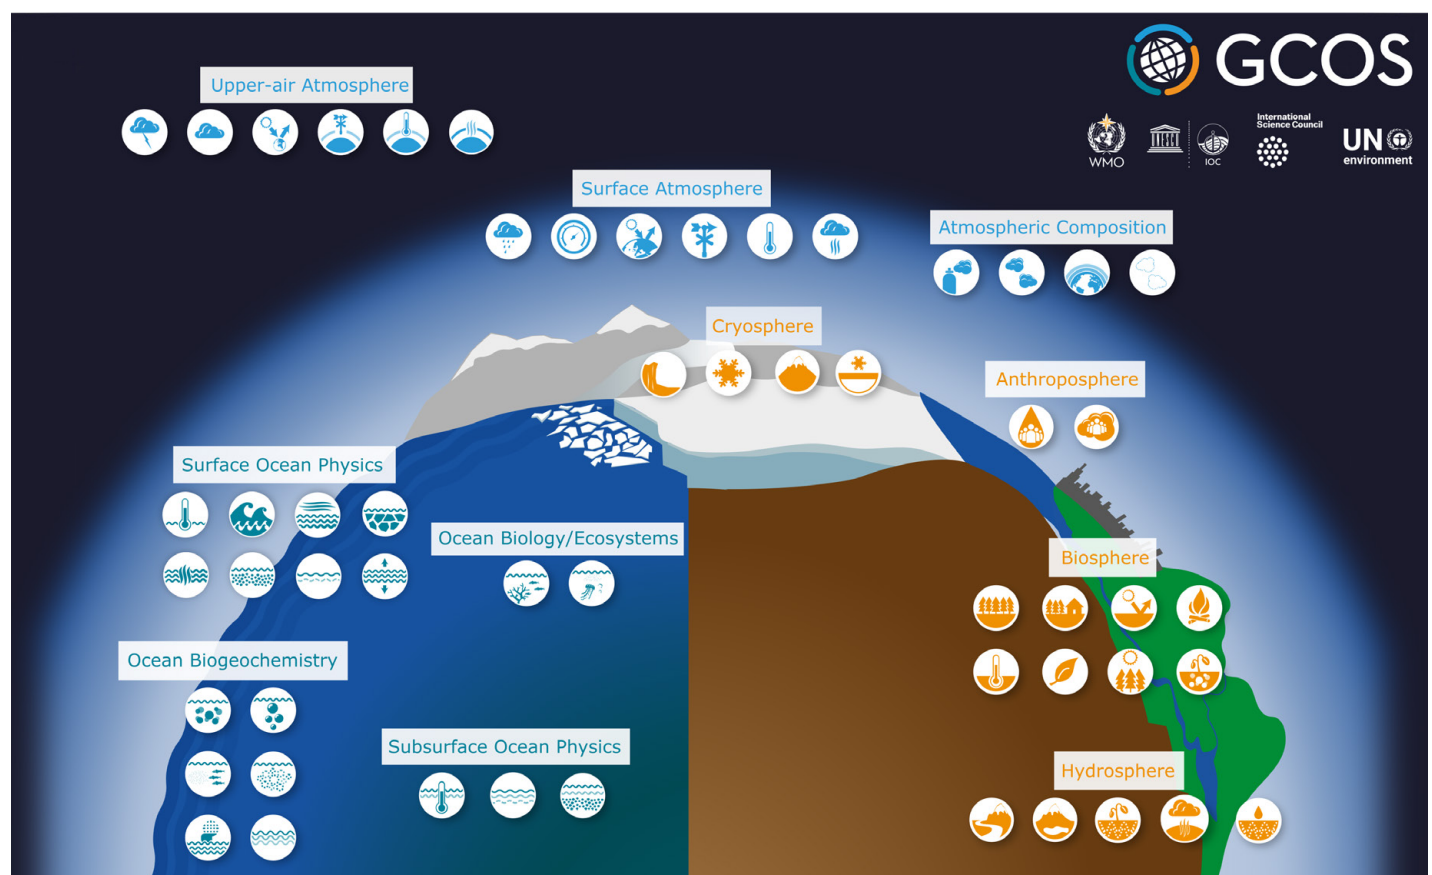 GCOS
Upper-air Atmosphere
International
Science Council
UNESCO
UN
environment
WMO
IOC
Surface Atmosphere
Atmospheric Composition
Cryosphere
Anthroposphere
Surface Ocean Physics
Ocean Biology/Ecosystems
Biosphere
Ocean Biogeochemistry
Subsurface Ocean Physics
Hydrosphere